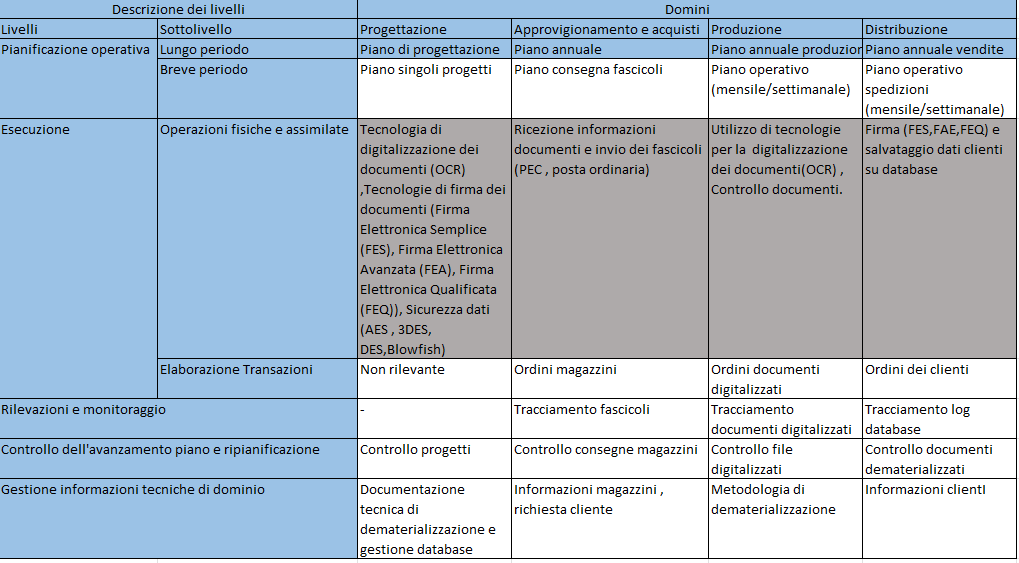 Descrizione dei livelli
Domini
Livelli
Sottolivello
Progettazione
Approvigionamento e acquisti
Produzione
Distribuzione
Pianificazione operativa
Lungo periodo
Piano di progettazione
Piano annuale
Piano annuale produzior
Piano annuale vendite
Breve periodo
Piano singoli progetti
Piano consegna fascicoli
Piano operativo
(mensile/settimanale)
Piano operativo
spedizioni
(mensile/settimanale)
Esecuzione
Operazioni fisiche e assimilate
Tecnologia di
digitalizzazione dei
documenti (OCR)
,Tecnologie di firma dei
documenti (Firma
Elettronica Semplice
(FES), Firma Elettronica
Avanzata (FEA), Firma
Elettronica Qualificata
(FEQ)), Sicurezza dati
(AES , 3DES,
DES,Blowfish)
Ricezione informazioni
documenti e invio dei fascicoli
(PEC , posta ordinaria)
Utilizzo di tecnologie
per la  digitalizzazione
dei documenti(OCR) ,
Controllo documenti.
Firma (FES,FAE,FEQ) e
salvataggio dati clienti
su database
Elaborazione Transazioni
Non rilevante
Ordini magazzini
Ordini documenti
digitalizzati
Ordini dei clienti
Rilevazioni e monitoraggio
-
Tracciamento fascicoli
Tracciamento
documenti digitalizzati
Tracciamento log
database
Controllo dell'avanzamento piano e ripianificazione
Controllo progetti
Controllo consegne magazzini
Controllo file
digitalizzati
Controllo documenti
dematerializzati
Gestione informazioni tecniche di dominio
Documentazione
tecnica di
dematerializzazione e
gestione database
Informazioni magazzini ,
richiesta cliente
Metodologia di
dematerializzazione
Informazioni clientI